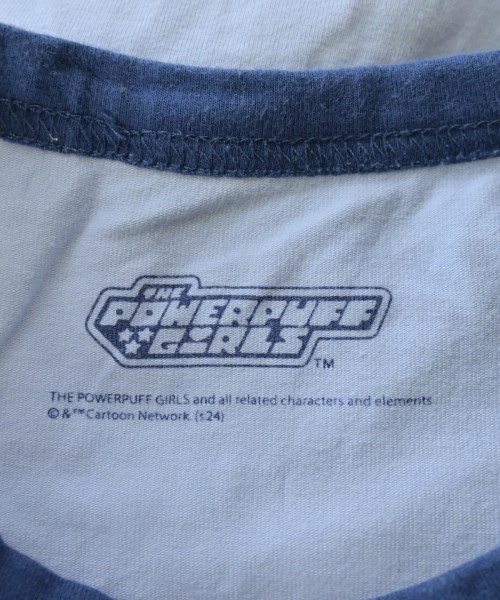 THE
POWERPUFF
GIRLS
TM
THE POWERPUFF GIRLS and all related characters and elements
© &™ Cartoon Network. (s24)